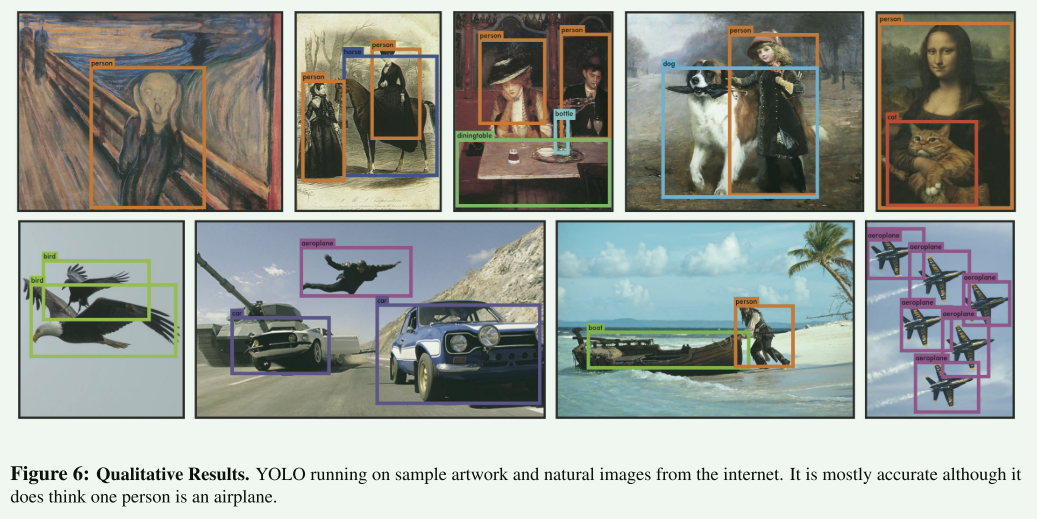 person
person
horse
person
person
person
bottle
diningtable
person
dog
person
cat
bird
bird
aeroplane
car
car
person
boat
aeroplane
aeroplane
aeroplane
aeroplane
aeroplane
aeroplane
Figure 6: Qualitative Results. YOLO running on sample artwork and natural images from the internet. It is mostly accurate although it
does think one person is an airplane.